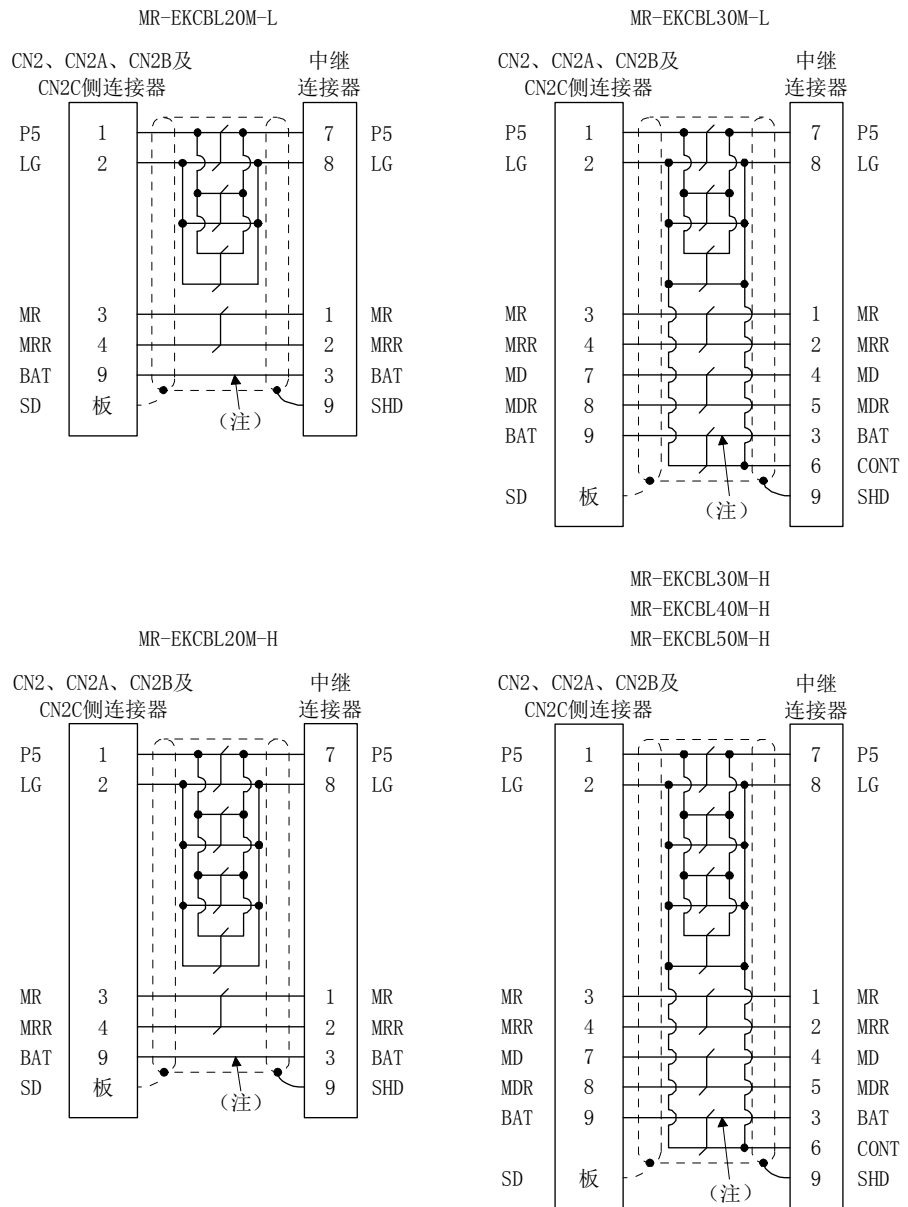 MR-EKCBL20M-L
CN2、CN2A、CN2B及
CN2C侧连接器
中继
连接器
P5 1 7 P5
LG 2 8 LG
MR 3 1 MR
MRR 4 2 MRR
BAT 9 3 BAT
SD 板 9 SHD
（注）
MR-EKCBL30M-L
CN2、CN2A、CN2B及
CN2C侧连接器
中继
连接器
P5 1 7 P5
LG 2 8 LG
MR 3 1 MR
MRR 4 2 MRR
MD 7 4 MD
MDR 8 5 MDR
BAT 9 3 BAT
6 CONT
SD 板 9 SHD
（注）
MR-EKCBL20M-H
CN2、CN2A、CN2B及
CN2C侧连接器
中继
连接器
P5 1 7 P5
LG 2 8 LG
MR 3 1 MR
MRR 4 2 MRR
BAT 9 3 BAT
SD 板 9 SHD
（注）
MR-EKCBL30M-H
MR-EKCBL40M-H
MR-EKCBL50M-H
CN2、CN2A、CN2B及
CN2C侧连接器
中继
连接器
P5 1 7 P5
LG 2 8 LG
MR 3 1 MR
MRR 4 2 MRR
MD 7 4 MD
MDR 8 5 MDR
BAT 9 3 BAT
6 CONT
SD 板 9 SHD
（注）